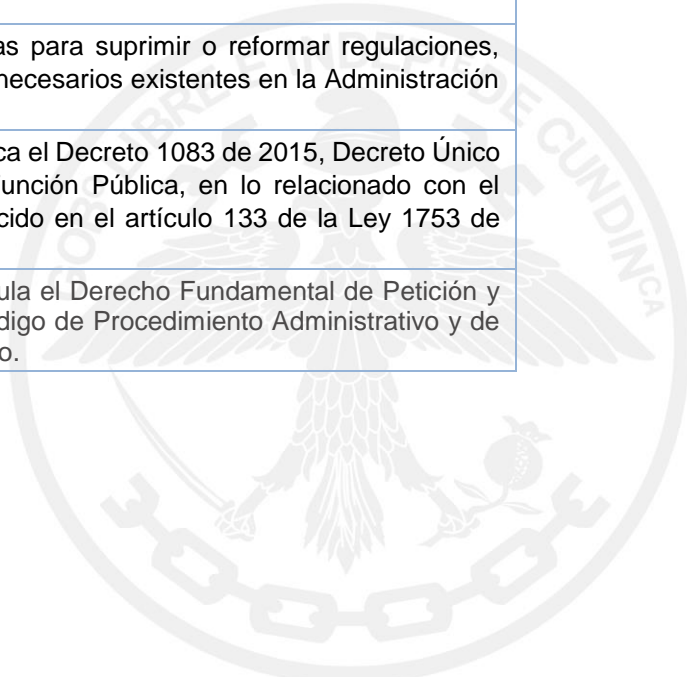 as para suprimir o reformar regulaciones,
necesarios existentes en la Administración
ca el Decreto 1083 de 2015, Decreto Único
unción Pública, en lo relacionado con el
cido en el artículo 133 de la Ley 1753 de
ula el Derecho Fundamental de Petición y
digo de Procedimiento Administrativo y de
o.
DE CUNDINCA